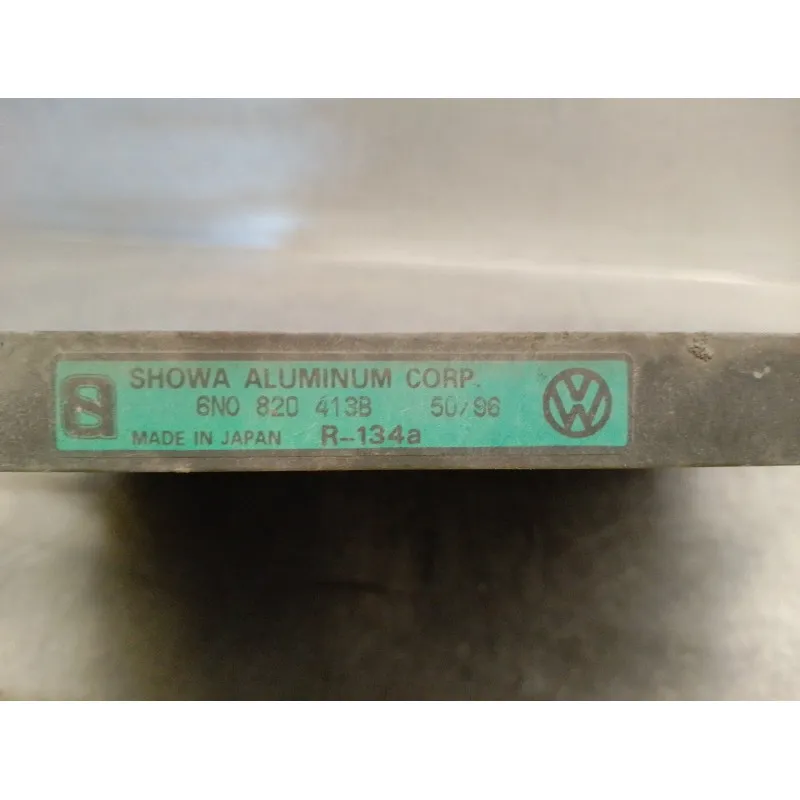 SHOWA ALUMINUM CORP.
6N0 820 413B 50/96
MADE IN JAPAN R-134a